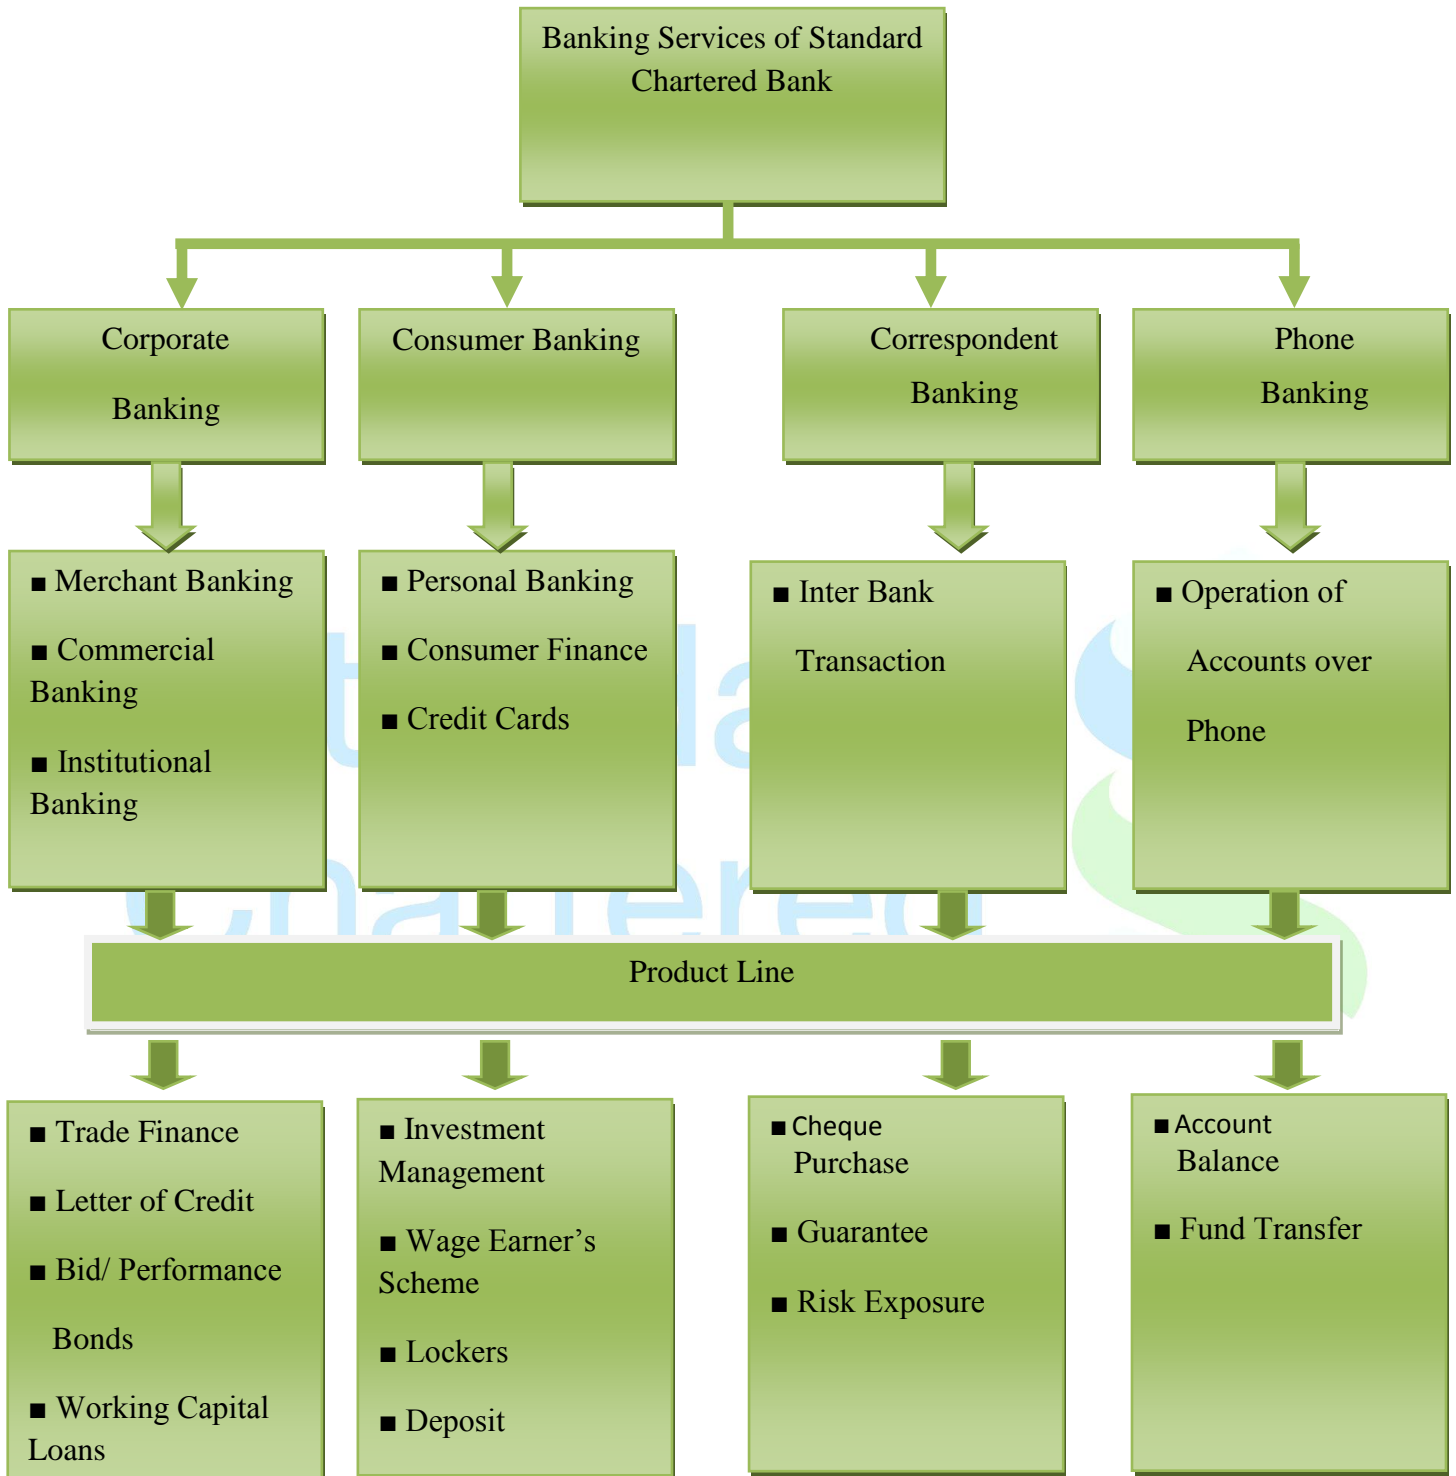 Banking Services of Standard
Chartered Bank
Corporate
Banking
Consumer Banking
Correspondent
Banking
Phone
Banking
■ Merchant Banking
■ Commercial
Banking
■ Institutional
Banking
■ Personal Banking
■ Consumer Finance
■ Credit Cards
■ Inter Bank
Transaction
■ Operation of
Accounts over
Phone
Product Line
■ Trade Finance
■ Letter of Credit
■ Bid/ Performance
Bonds
■ Working Capital
Loans
■ Investment
Management
■ Wage Earner’s
Scheme
■ Lockers
■ Deposit
■ Cheque
Purchase
■ Guarantee
■ Risk Exposure
■ Account
Balance
■ Fund Transfer